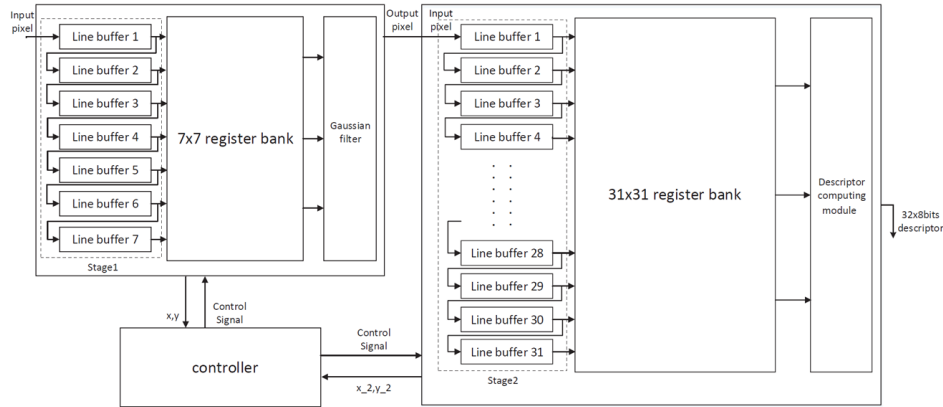 Input
pixel
Line buffer 1
Line buffer 2
Line buffer 3
Line buffer 4
Line buffer 5
Line buffer 6
Line buffer 7
Stage1
7x7 register bank
Gaussian
filter
Output
pixel
Input
pixel
Line buffer 1
Line buffer 2
Line buffer 3
Line buffer 4
Line buffer 28
Line buffer 29
Line buffer 30
Line buffer 31
Stage2
31x31 register bank
Descriptor
computing
module
32x8bits
descriptor
x,y
Control
Signal
controller
Control
Signal
x_2,y_2